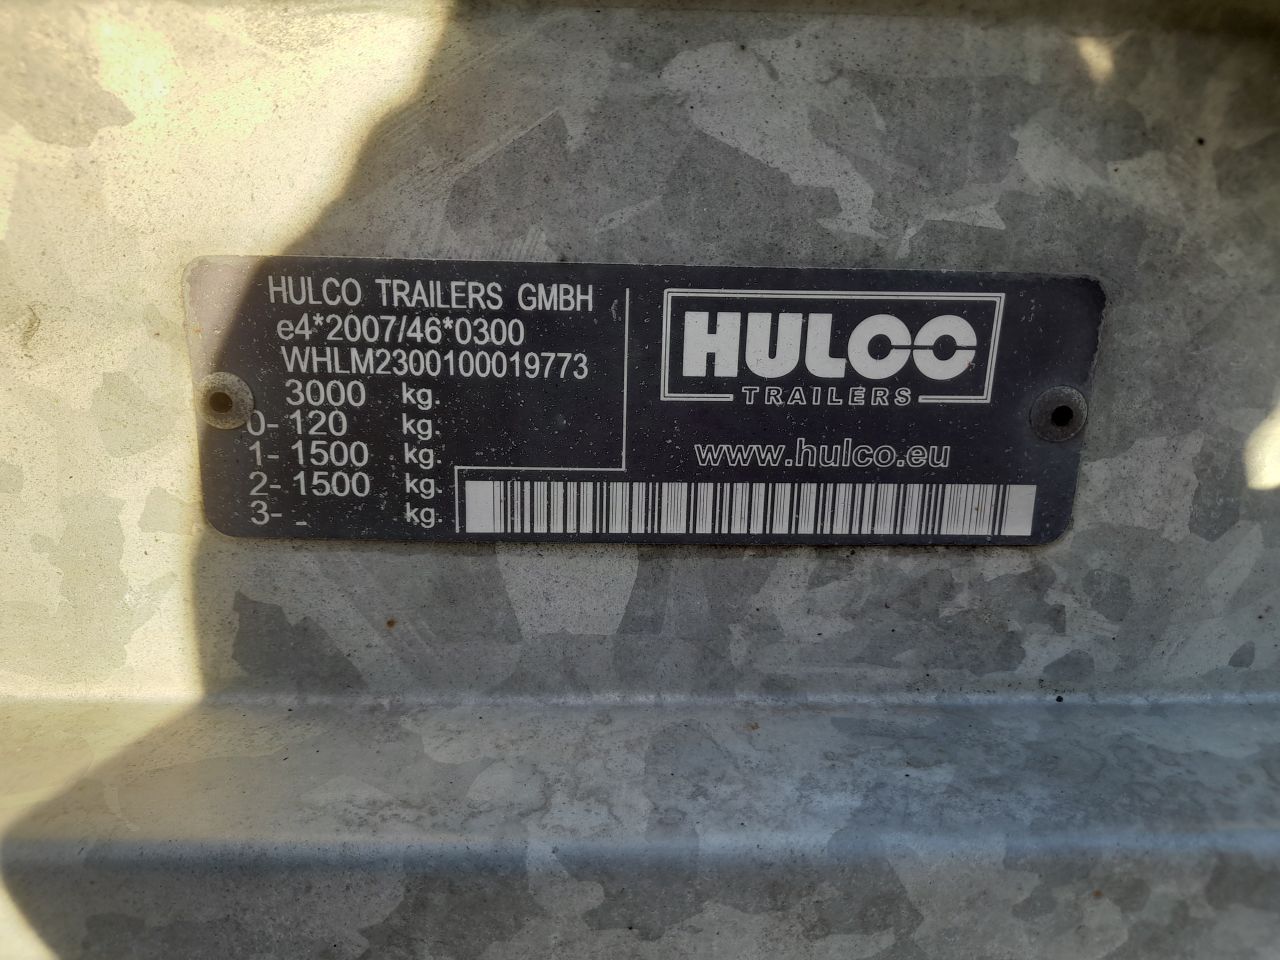 HULCO TRAILERS GMBH
e4*2007/46*0300
WHLM2300100019773
3000 kg.
0- 120 kg.
1- 1500 kg.
2- 1500 kg.
3- - kg.
HULCO
TRAILERS
www.hulco.eu